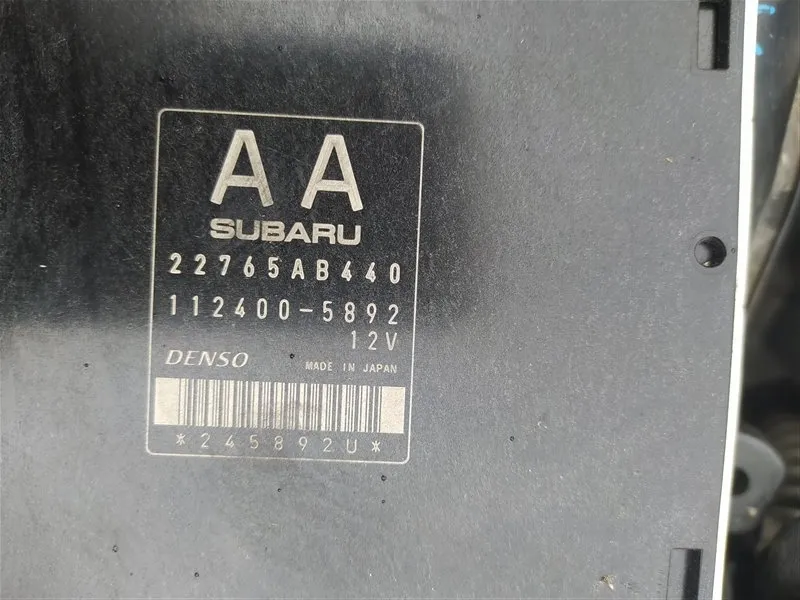 AA
SUBARU
22765AB440
112400-5892
12V
DENSO MADE IN JAPAN
*245892U*